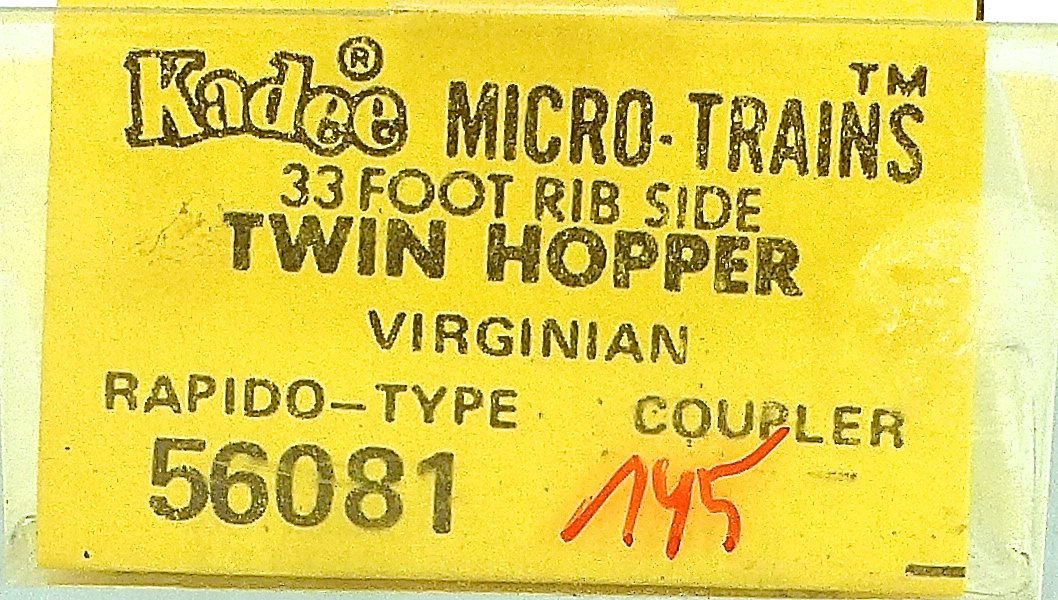 Kadee® MICRO-TRAINS™
33 FOOT RIB SIDE
TWIN HOPPER
VIRGINIAN
RAPIDO-TYPE COUPLER
56081 145